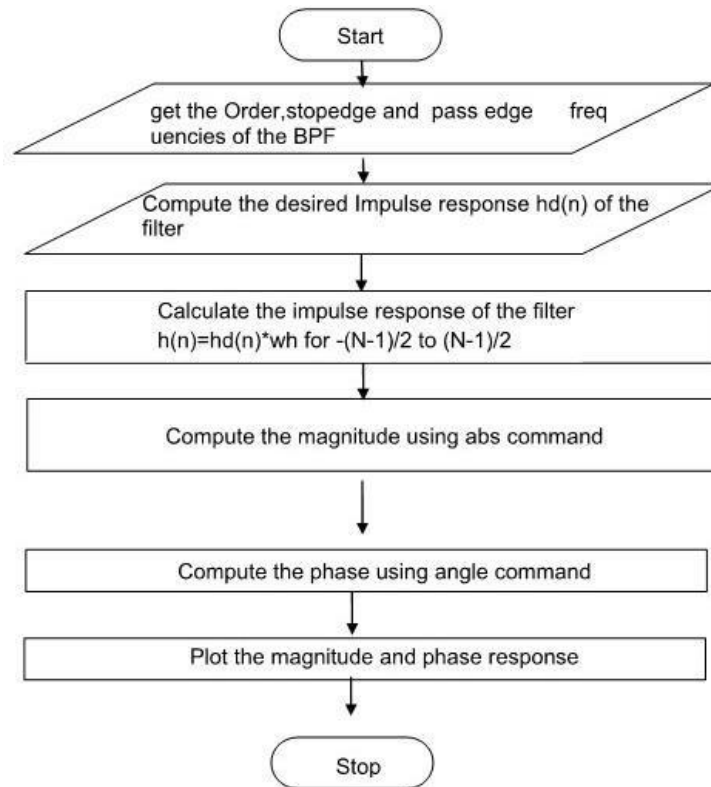 Start
get the Order,stopedge and pass edge freq
uencies of the BPF
Compute the desired Impulse response hd(n) of the
filter
Calculate the impulse response of the filter
h(n)=hd(n)*wh for -(N-1)/2 to (N-1)/2
Compute the magnitude using abs command
Compute the phase using angle command
Plot the magnitude and phase response
Stop